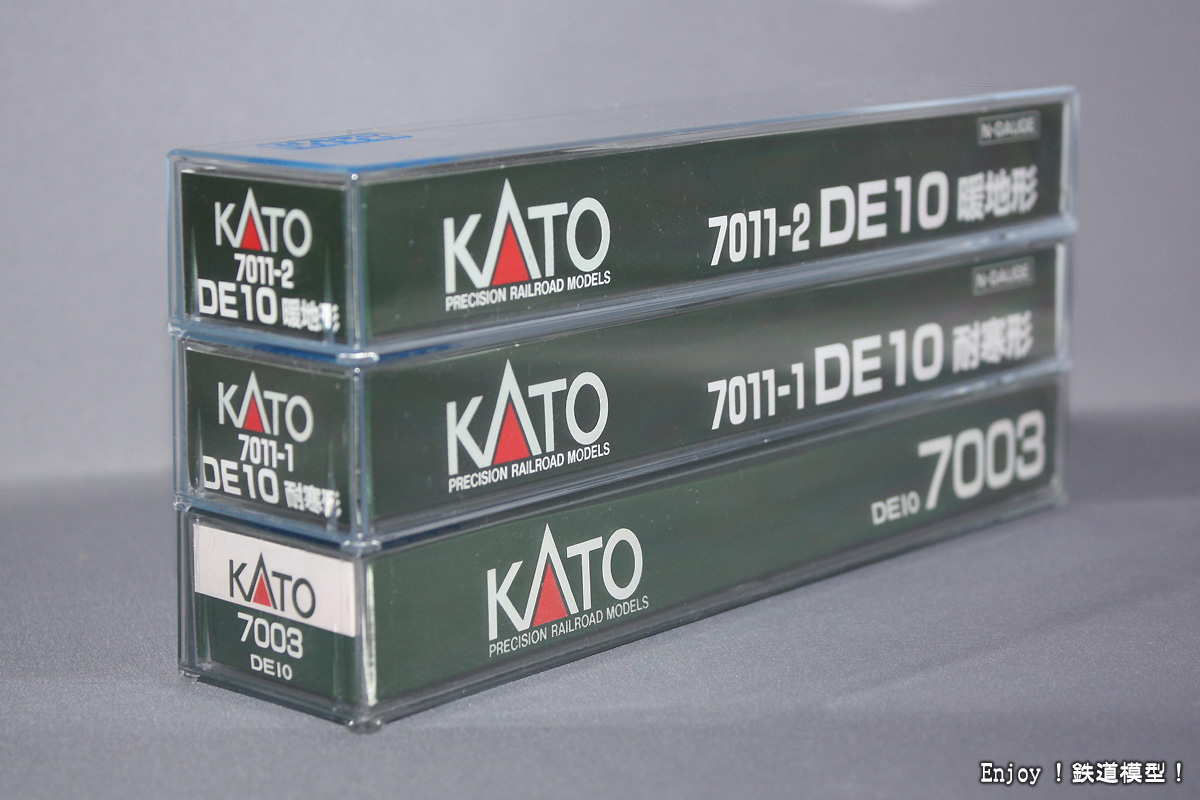 KATO
7011-2
DE10 暖地形
KATO
PRECISION RAILROAD MODELS
7011-2 DE10 暖地形
N-GAUGE
KATO
7011-1
DE10 耐寒形
KATO
PRECISION RAILROAD MODELS
7011-1 DE10 耐寒形
N-GAUGE
KATO
7003
DE10
KATO
PRECISION RAILROAD MODELS
DE10 7003
Enjoy！鉄道模型！